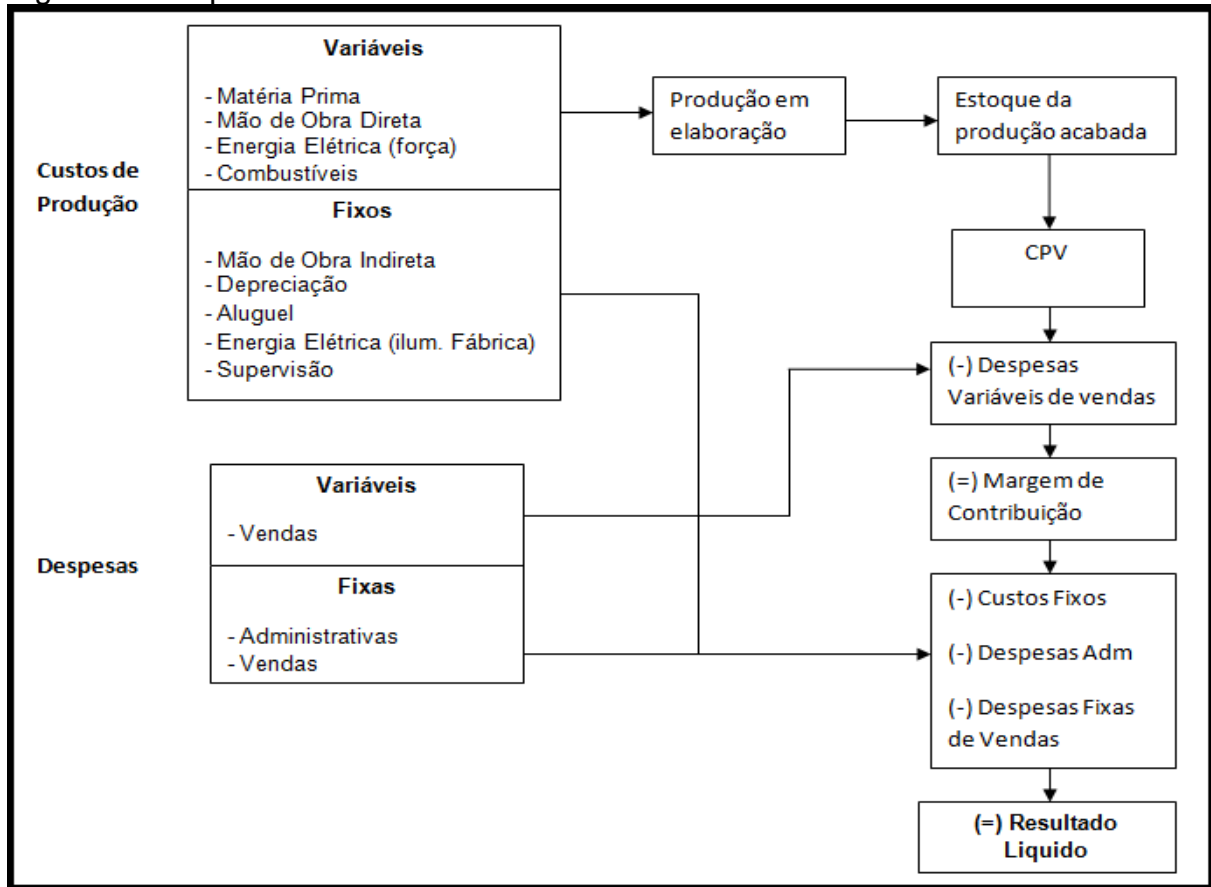 Variáveis
- Matéria Prima
- Mão de Obra Direta
- Energia Elétrica (força)
- Combustíveis
Custos de
Produção
Fixos
- Mão de Obra Indireta
- Depreciação
- Aluguel
- Energia Elétrica (ilum. Fábrica)
- Supervisão
Produção em
elaboração
Estoque da
produção acabada
CPV
(-) Despesas
Variáveis de vendas
(=) Margem de
Contribuição
Despesas
Variáveis
- Vendas
Fixas
- Administrativas
- Vendas
(-) Custos Fixos
(-) Despesas Adm
(-) Despesas Fixas
de Vendas
(=) Resultado
Liquido